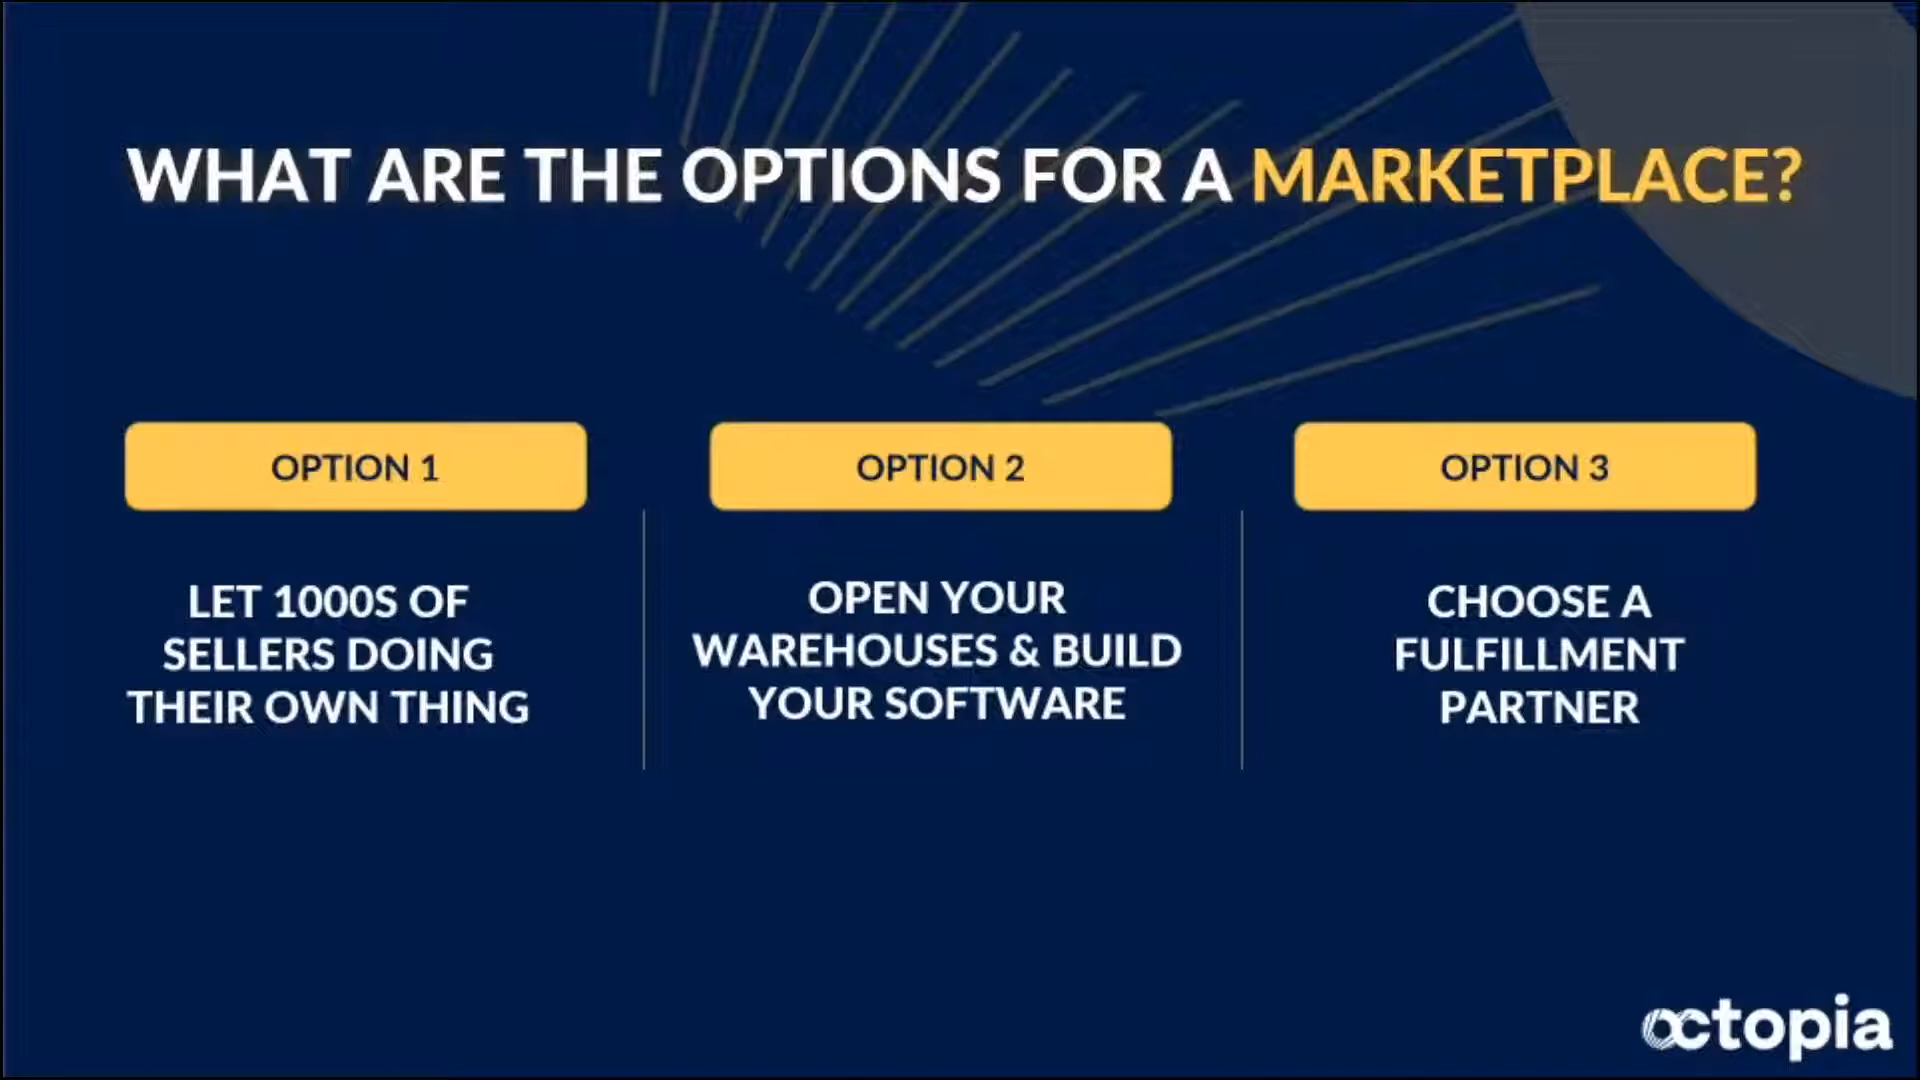 WHAT ARE THE OPTIONS FOR A MARKETPLACE?
OPTION 1
LET 1000S OF
SELLERS DOING
THEIR OWN THING
OPTION 2
OPEN YOUR
WAREHOUSES & BUILD
YOUR SOFTWARE
OPTION 3
CHOOSE A
FULFILLMENT
PARTNER
octopia